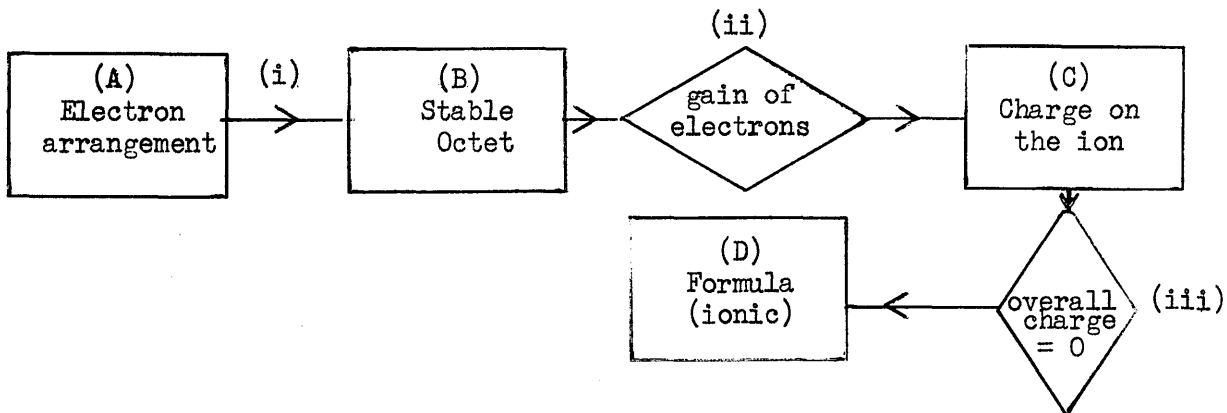 (A)
Electron
arrangement
(i)
(B)
Stable
Octet
(ii)
gain of
electrons
(C)
Charge on
the ion
overall
charge
= 0
(iii)
(D)
Formula
(ionic)